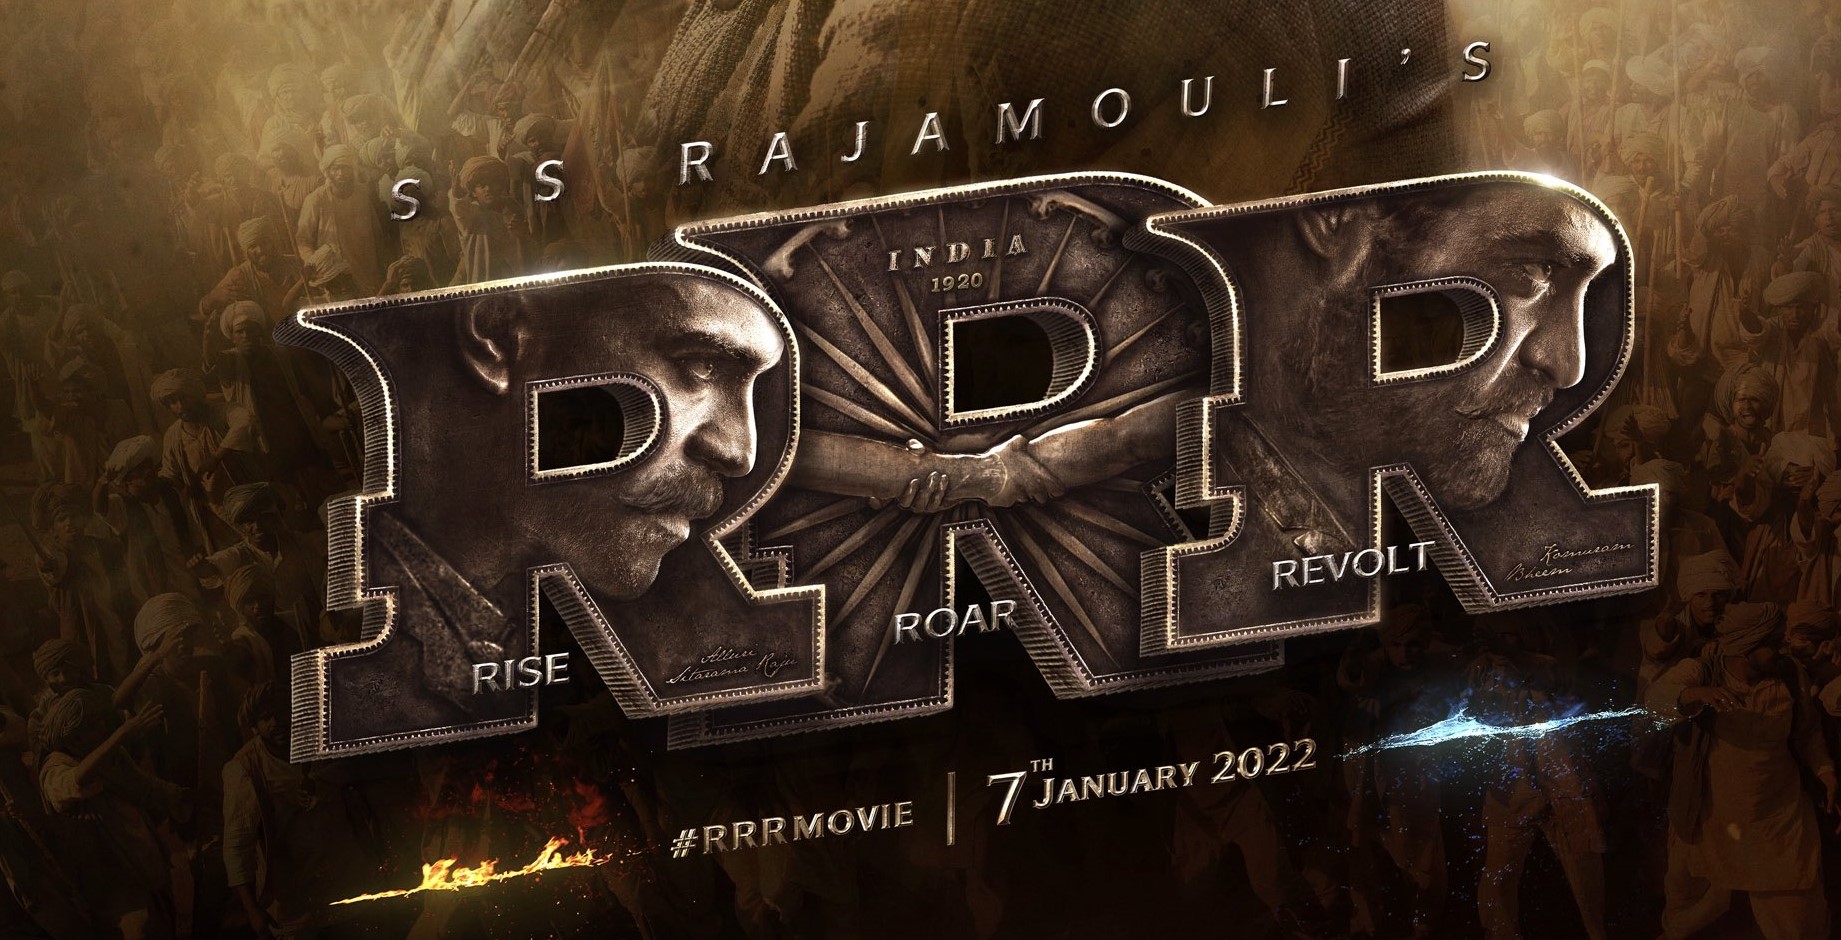 S S RAJAMOULI'S
RRR
INDIA
1920
RISE
ROAR
REVOLT
Alluri
Sitarama Raju
Komuram
Bheem
#RRRMOVIE | 7TH JANUARY 2022